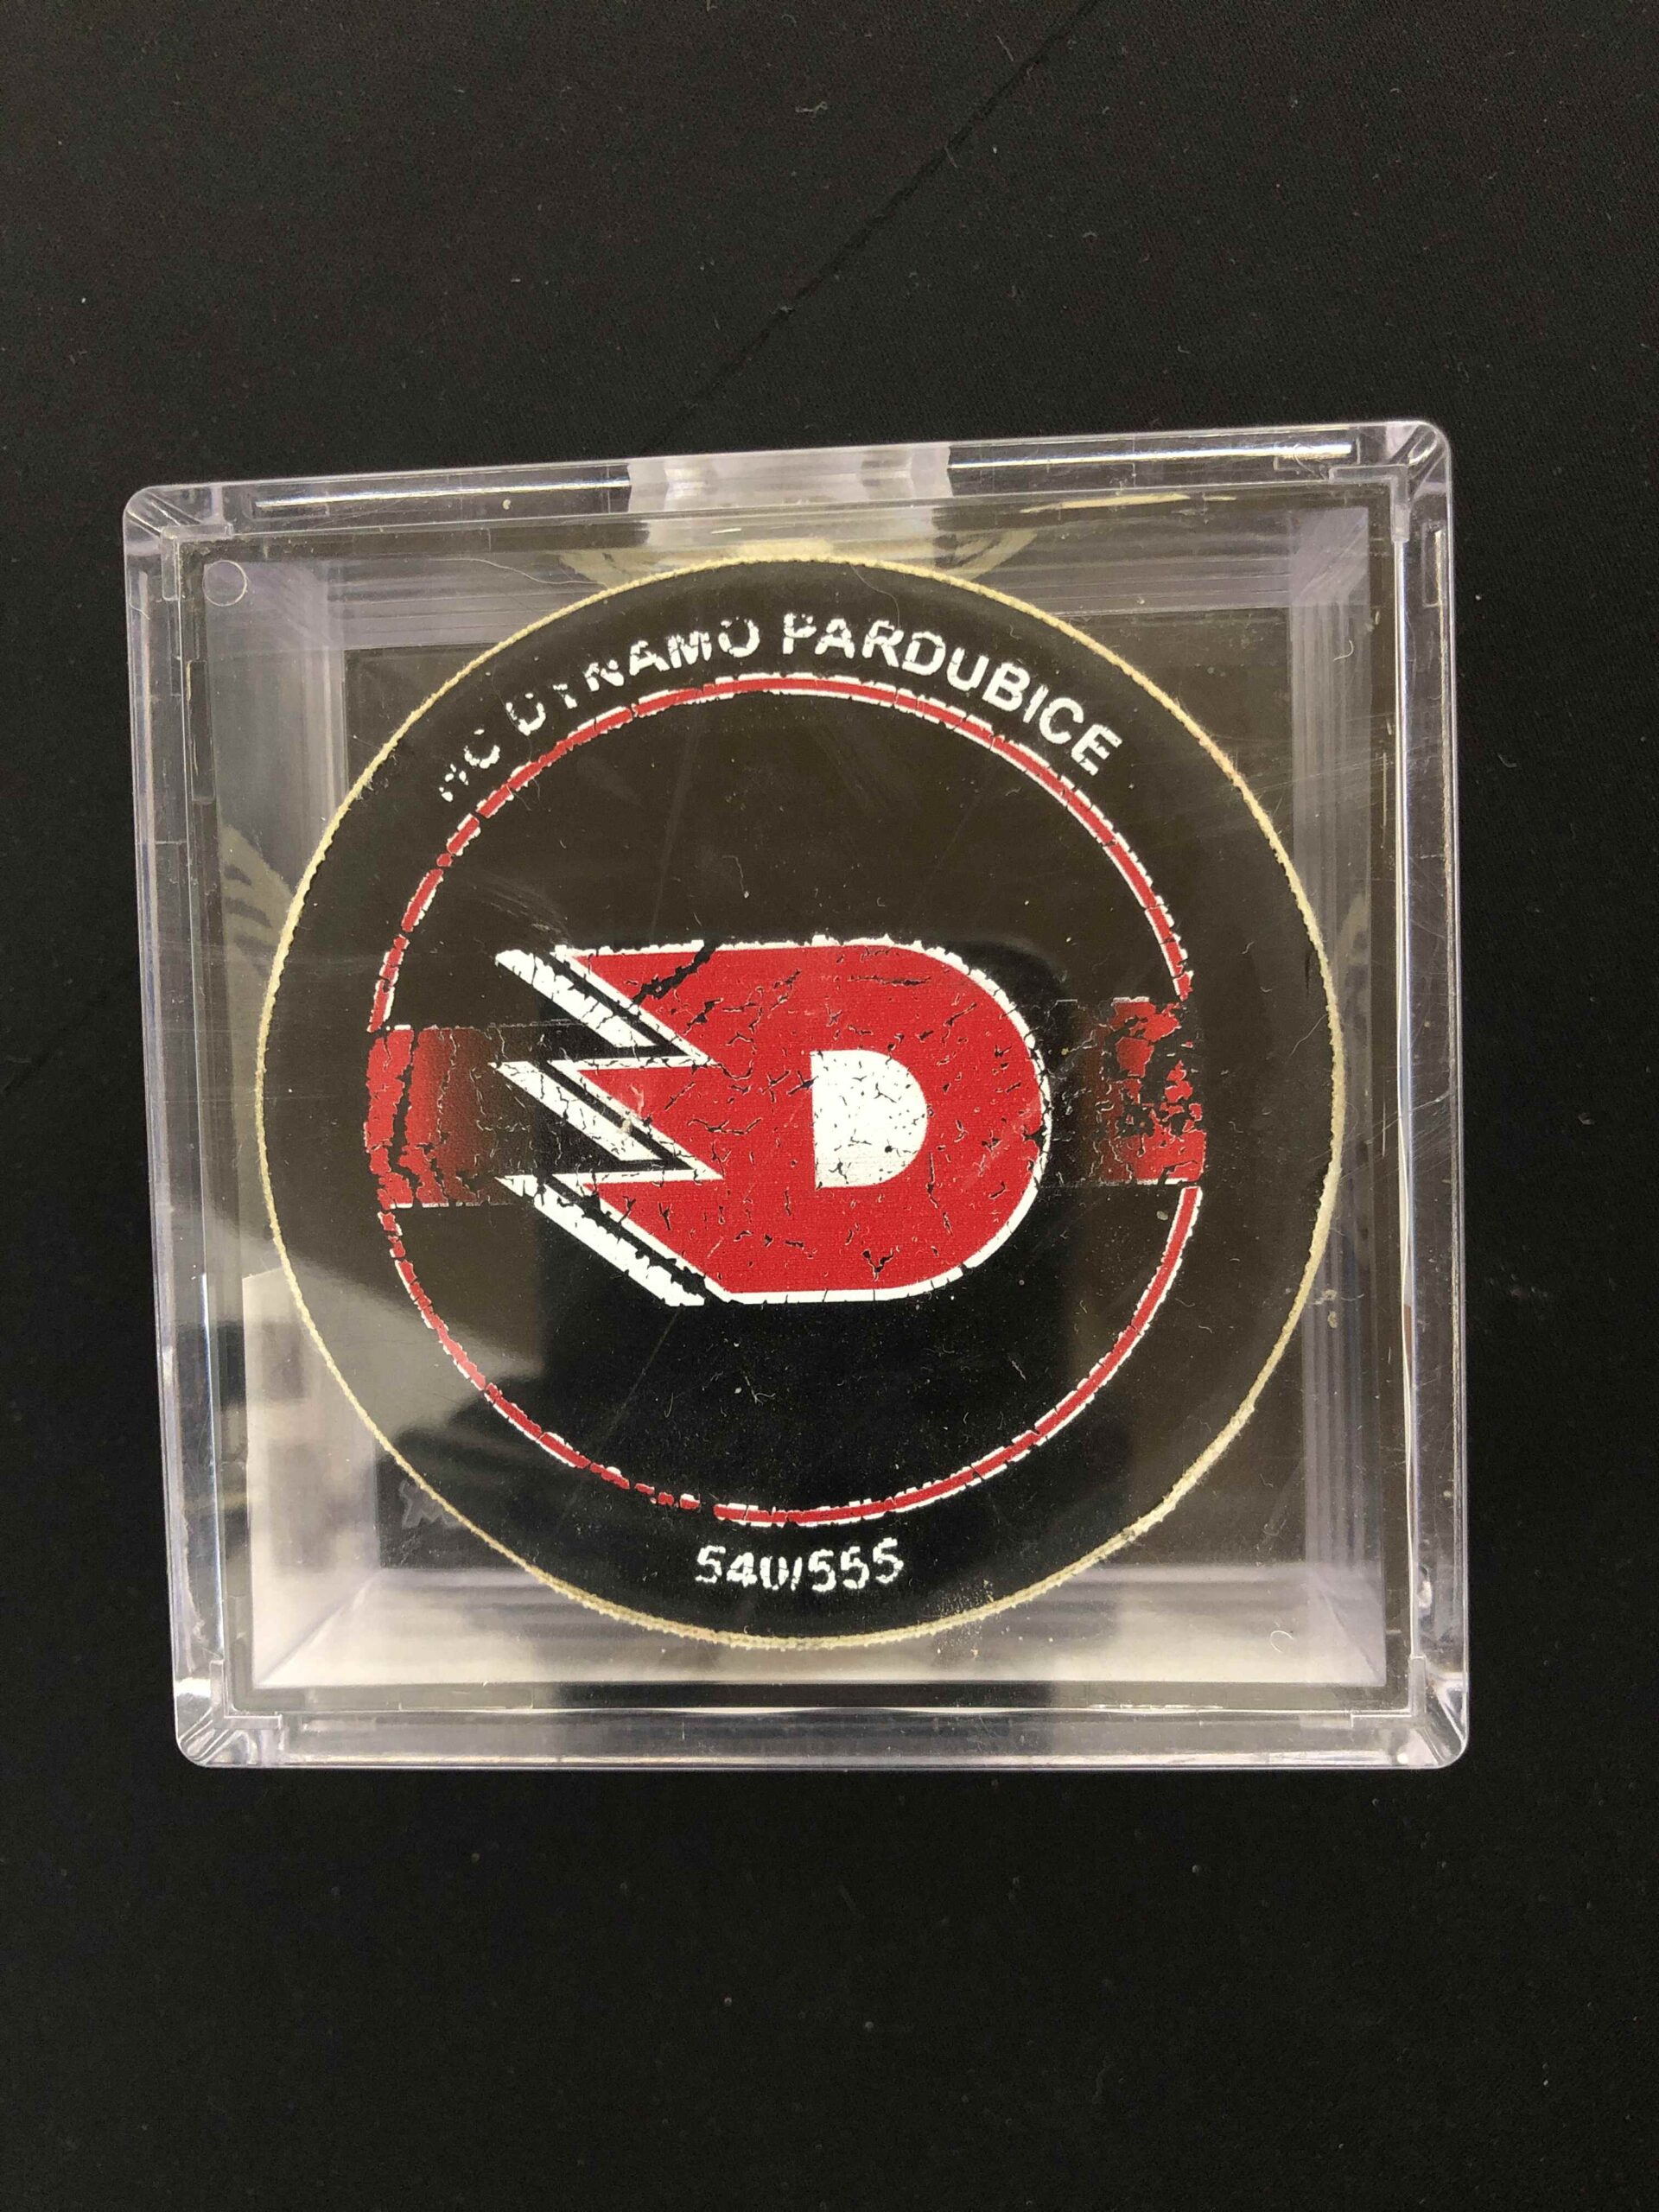 HC DYNAMO PARDUBICE
D
540/555